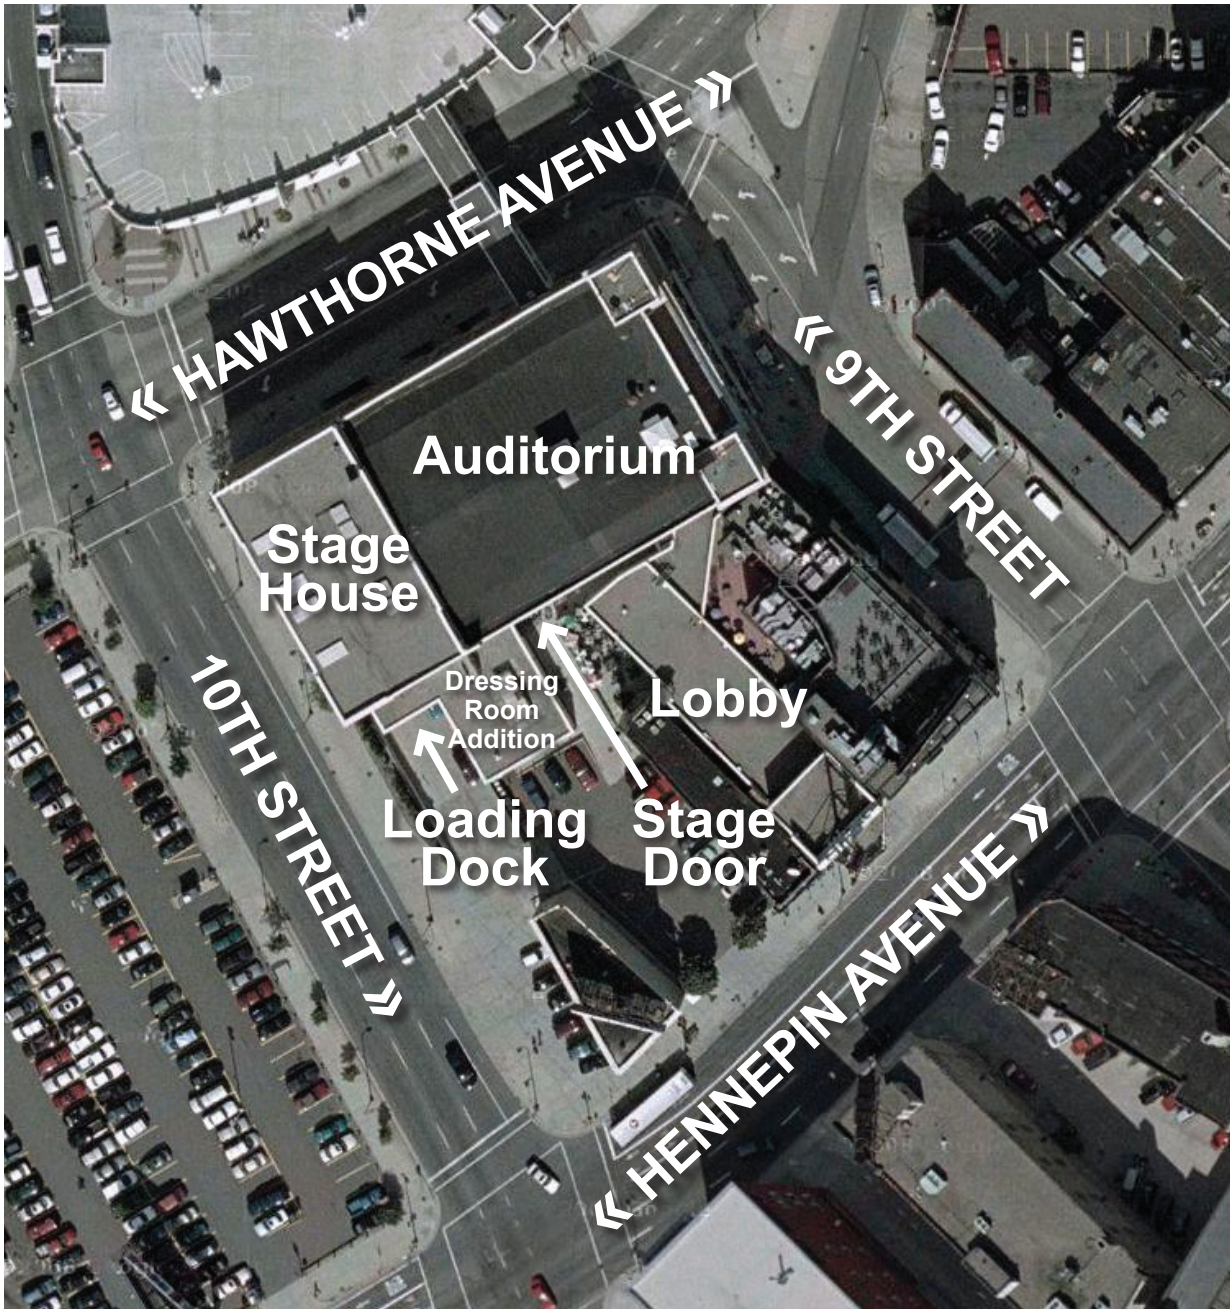 « HAWTHORNE AVENUE »
« 9TH STREET
Auditorium
Stage
House
Dressing
Room
Addition
Lobby
10TH STREET »
Loading
Dock
Stage
Door
« HENNEPIN AVENUE »